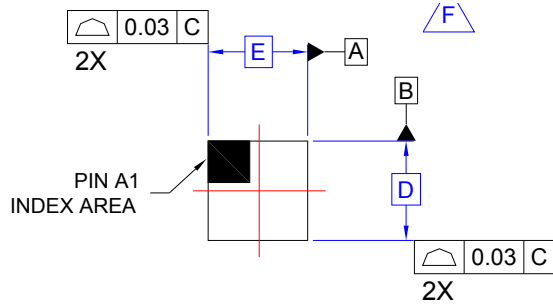 0.03 C
2X
E
A
F
B
PIN A1
INDEX AREA
D
0.03 C
2X